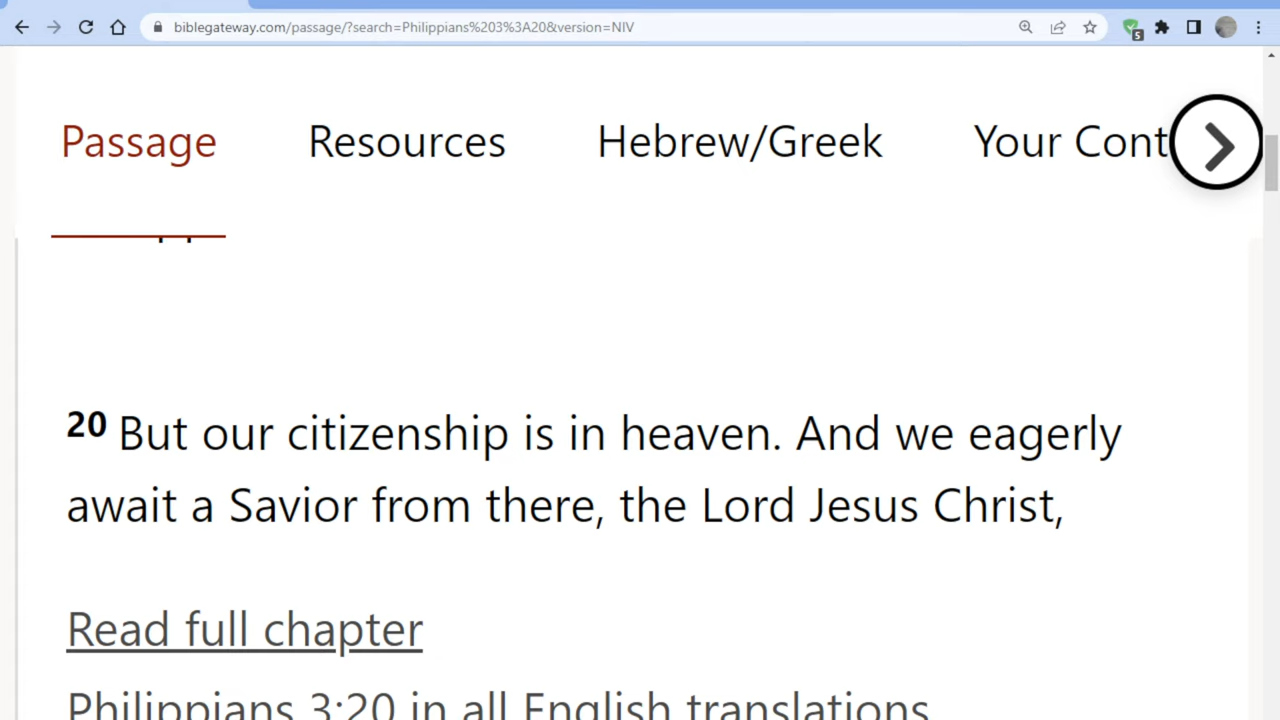 biblegateway.com/passage/?search=Philippians%203%3A20&version=NIV
5
Passage Resources Hebrew/Greek Your Cont
20 But our citizenship is in heaven. And we eagerly
await a Savior from there, the Lord Jesus Christ,
Read full chapter
Philippians 3:20 in all English translations